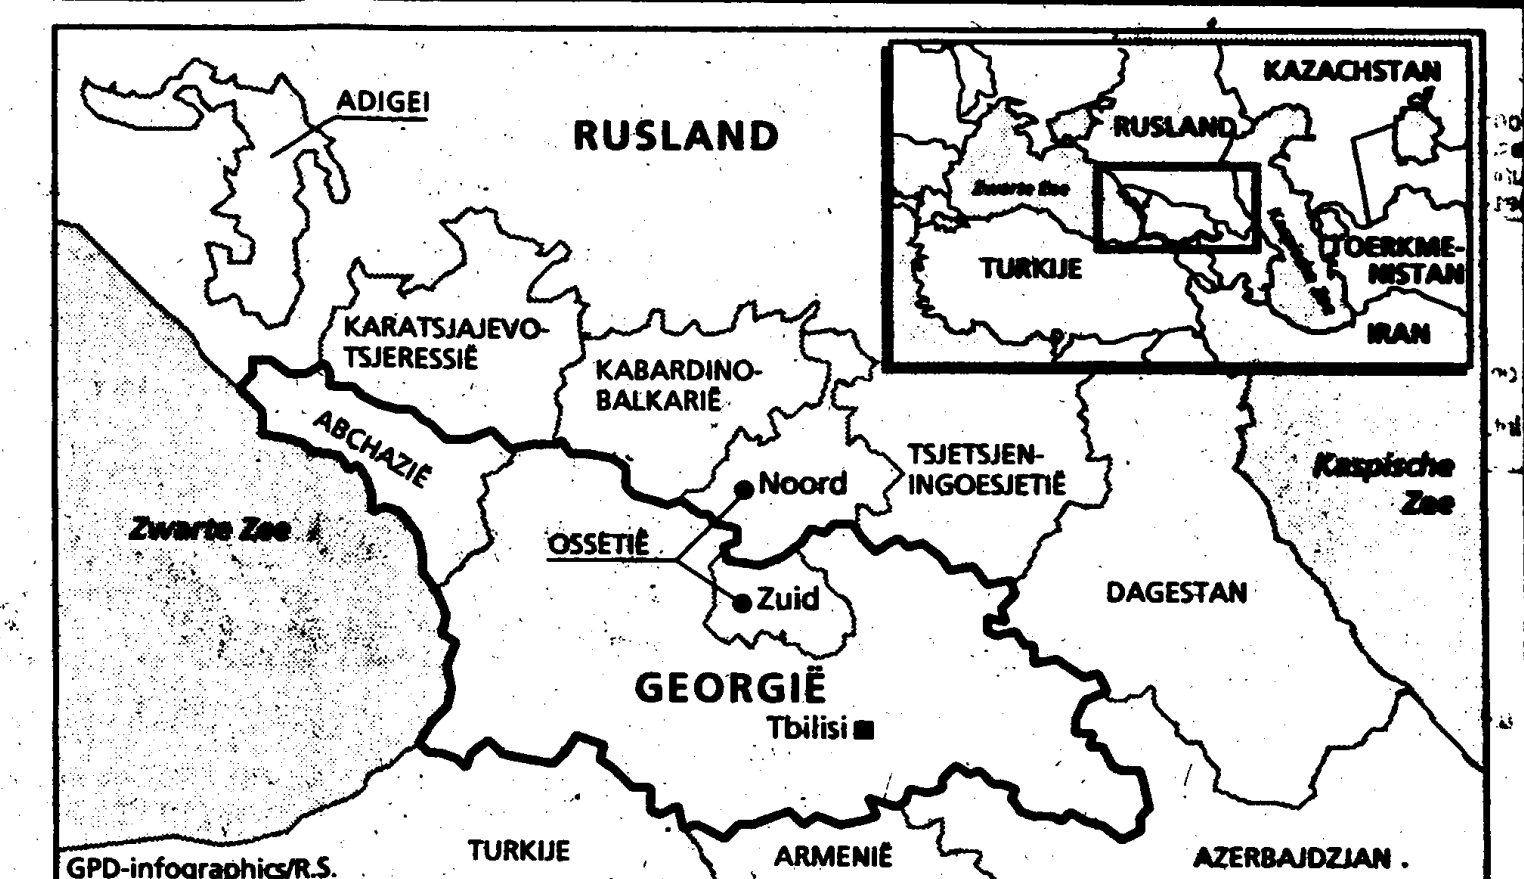 ADIGEI
RUSLAND
KARATSJAJEVO-
TSJERESSIË
KABARDINO-
BALKARIË
ABCHAZIË
TSJETSJEN-
INGOESJETIË
Noord
OSSETIË
Zuid
Zwarte Zee
Kaspische
Zee
DAGESTAN
GEORGIË
Tbilisi
TURKIJE
ARMENIË
AZERBAJDZJAN
GPD-infographics/R.S.
KAZACHSTAN
RUSLAND
Zwarte Zee
TURKIJE
TOERKME-
NISTAN
IRAN